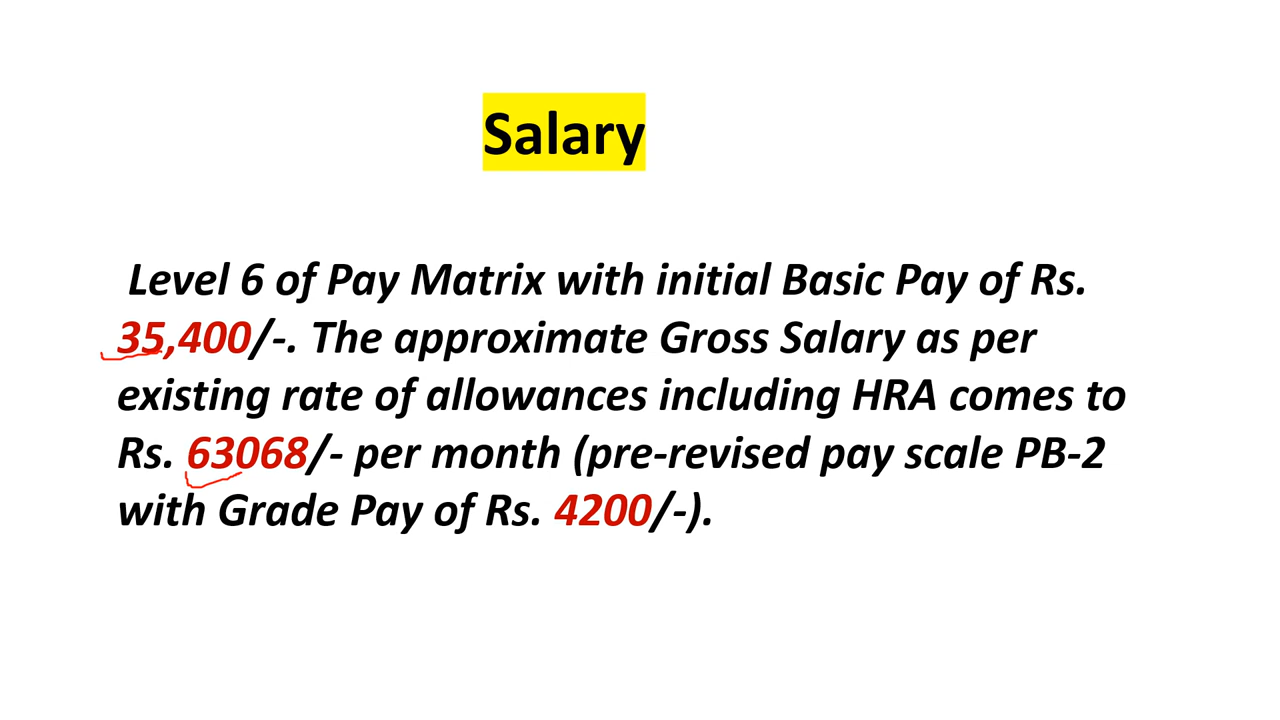 Salary
Level 6 of Pay Matrix with initial Basic Pay of Rs.
35,400/-. The approximate Gross Salary as per
existing rate of allowances including HRA comes to
Rs. 63068/- per month (pre-revised pay scale PB-2
with Grade Pay of Rs. 4200/-).